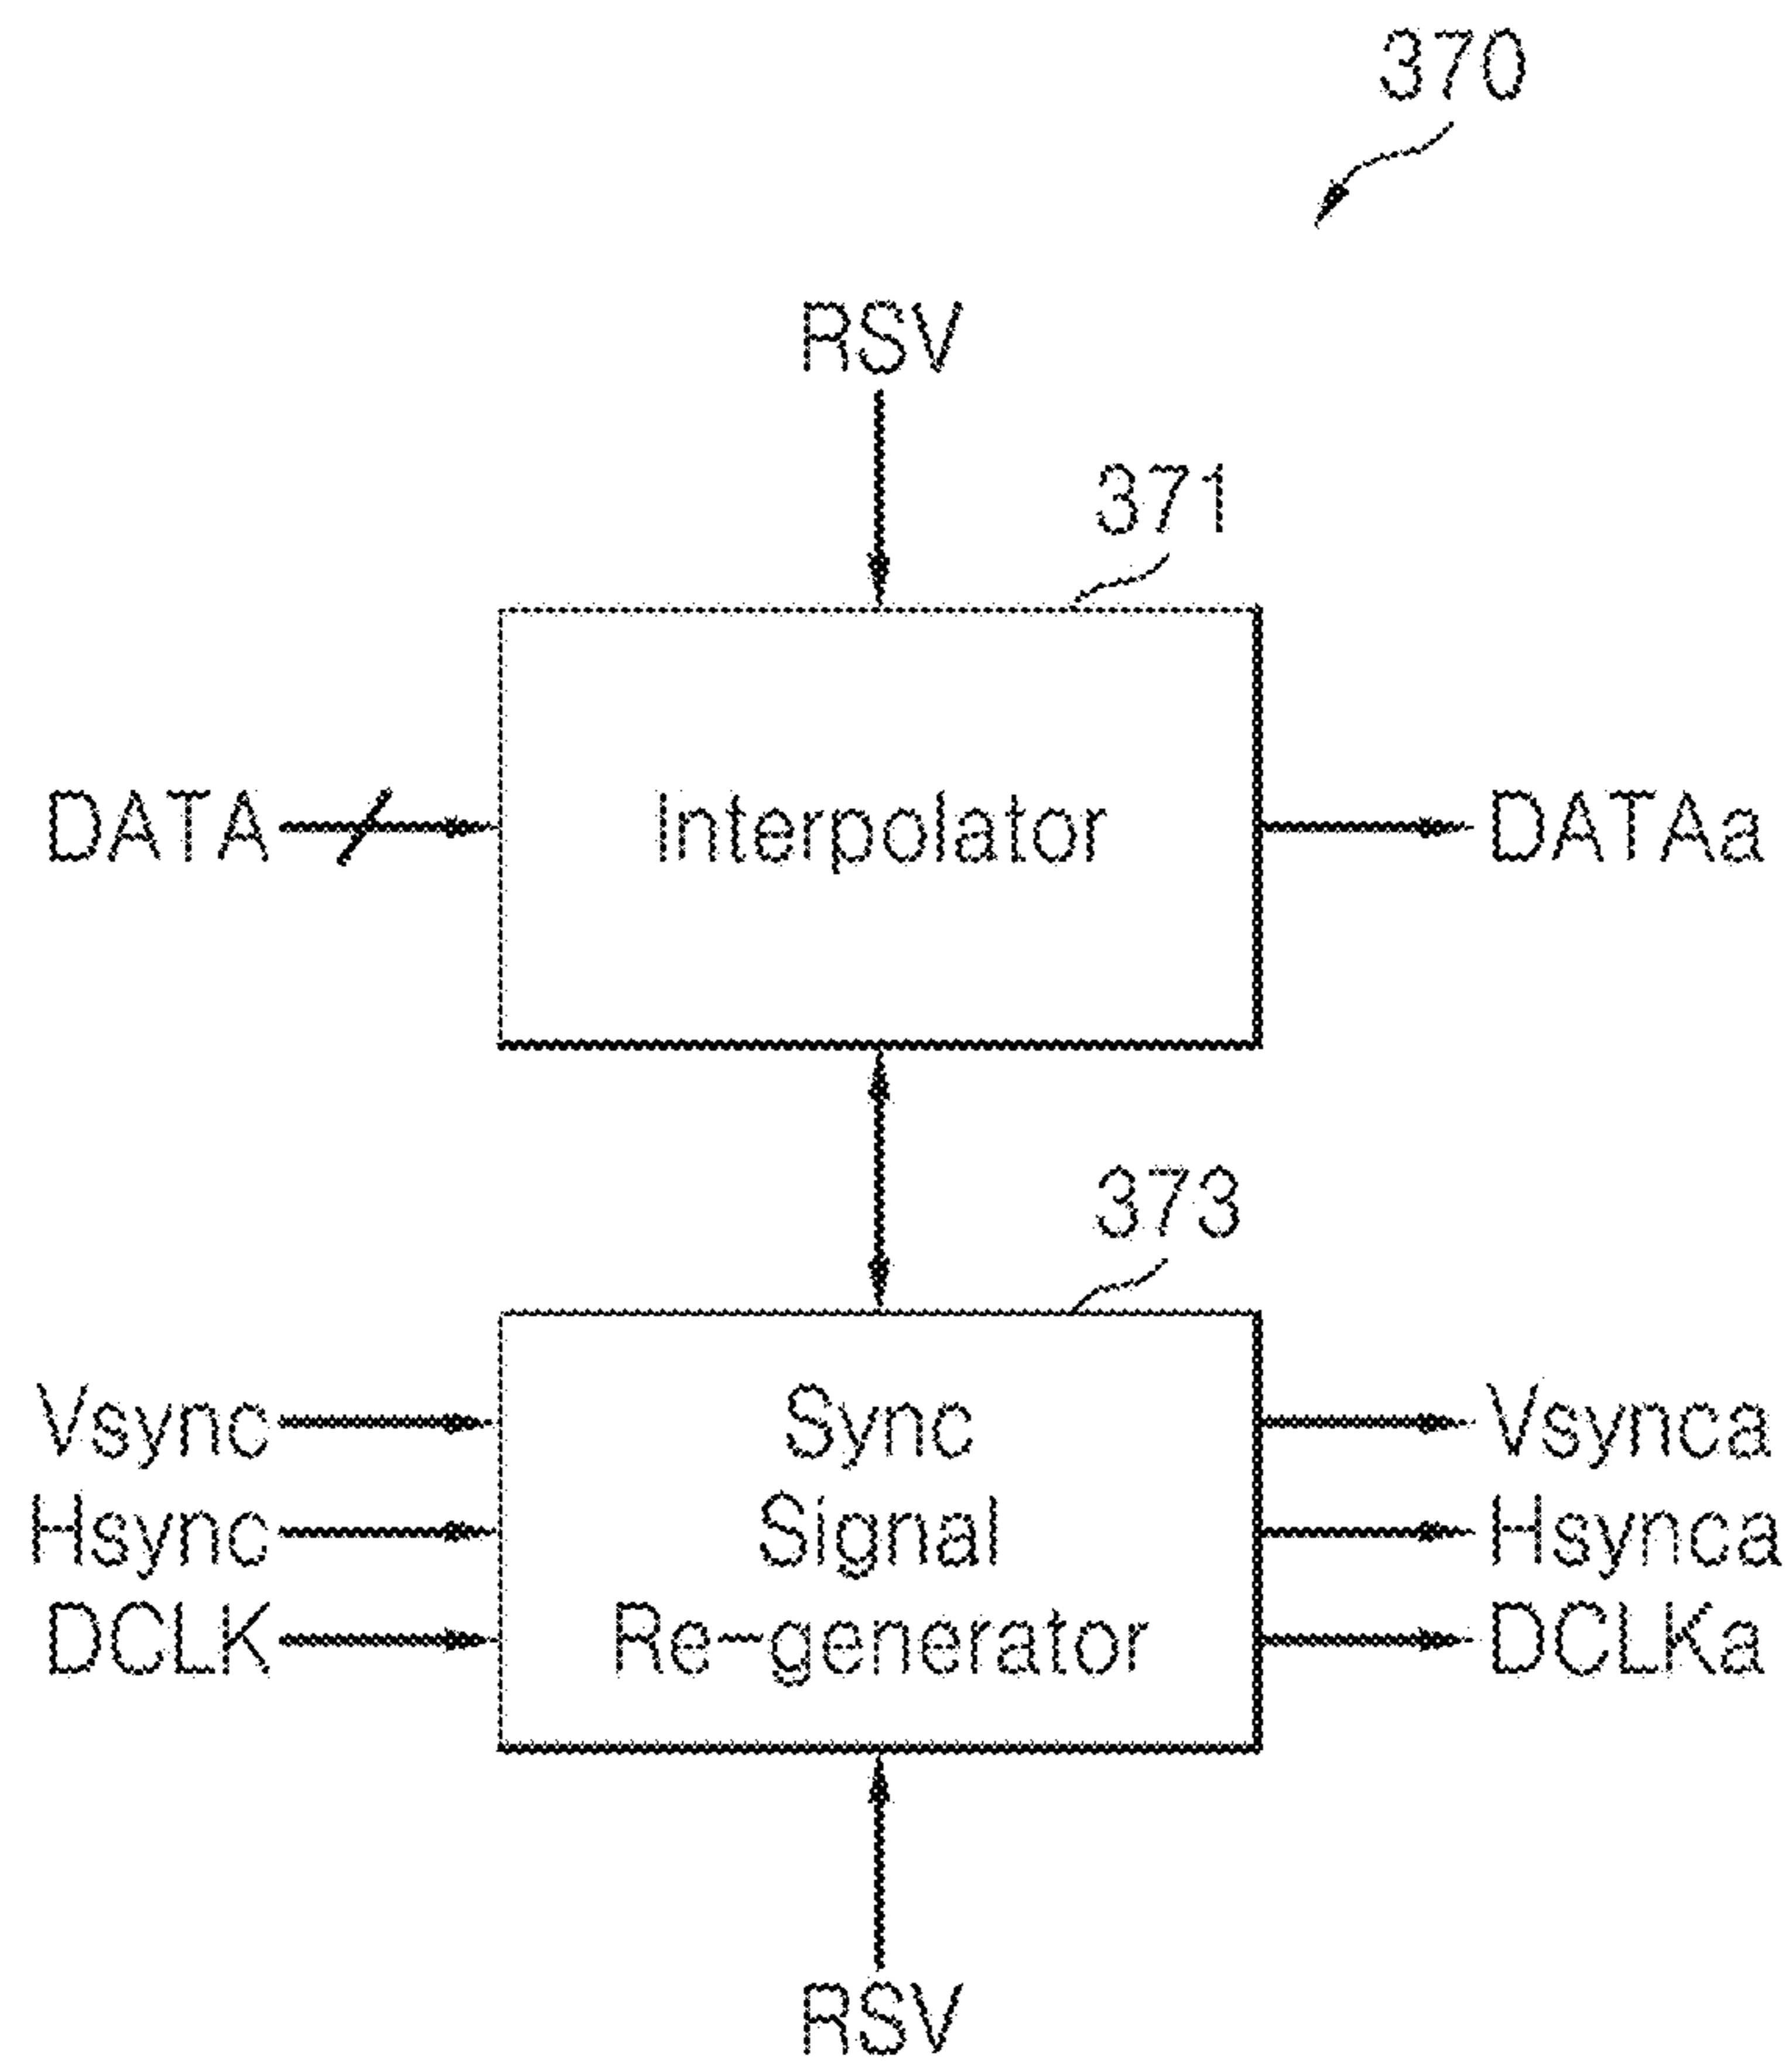 370
RSV
371
DATA
Interpolator
DATAa
373
Vsync
Hsync
DCLK
Sync
Signal
Re-generator
Vsynca
Hsynca
DCLKa
RSV